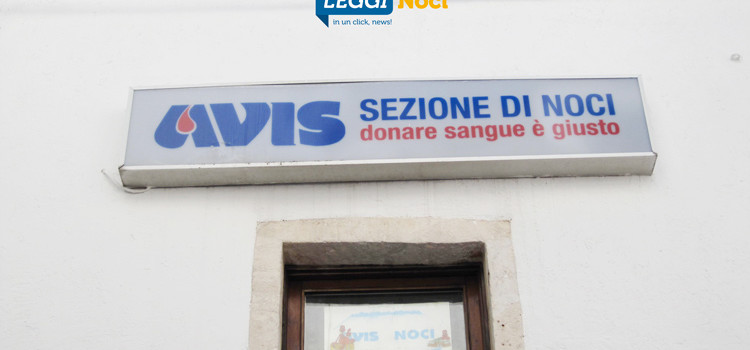 LEGGI Noci
in un click, news!
AVIS SEZIONE DI NOCI
donare sangue è giusto
AVIS NOCI